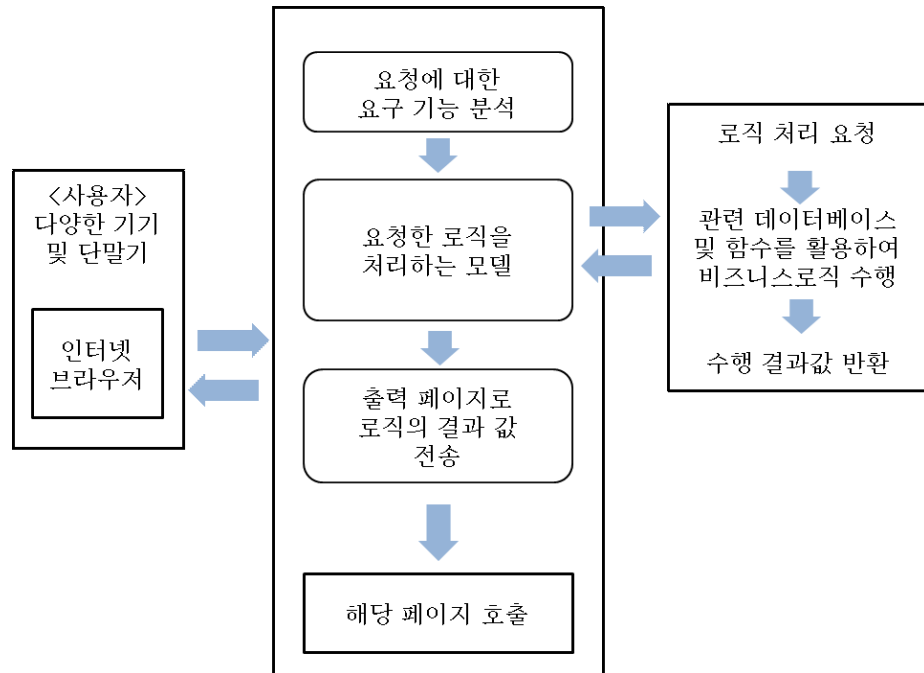 <사용자>
다양한 기기
및 단말기
인터넷
브라우저
요청에 대한
요구 기능 분석
요청한 로직을
처리하는 모델
출력 페이지로
로직의 결과 값
전송
해당 페이지 호출
로직 처리 요청
관련 데이터베이스
및 함수를 활용하여
비즈니스로직 수행
수행 결과값 반환